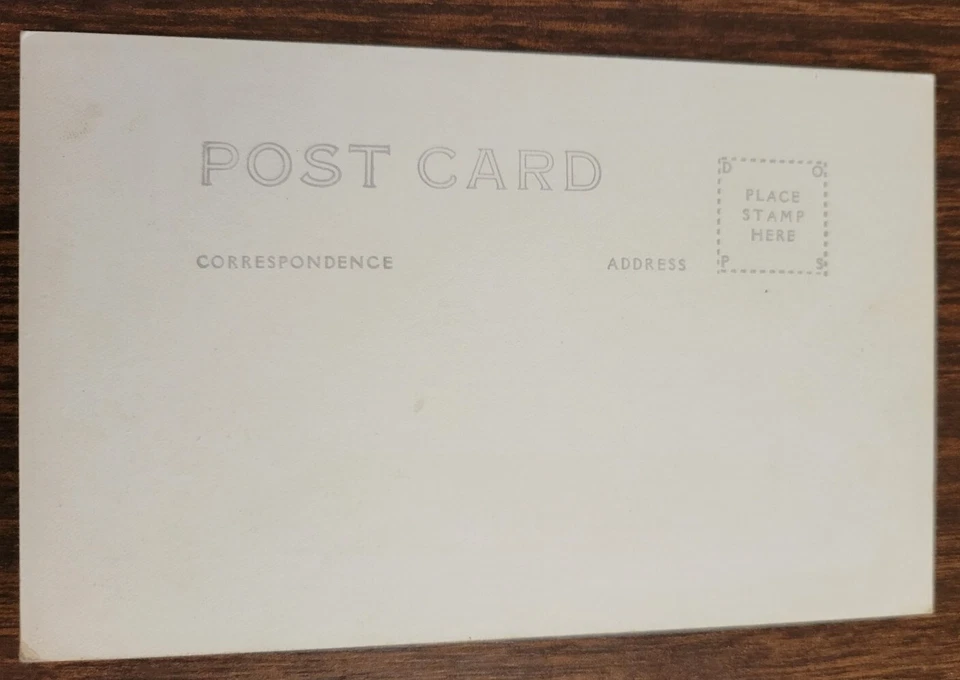 POST CARD
D O
PLACE
STAMP
HERE
P S
CORRESPONDENCE
ADDRESS